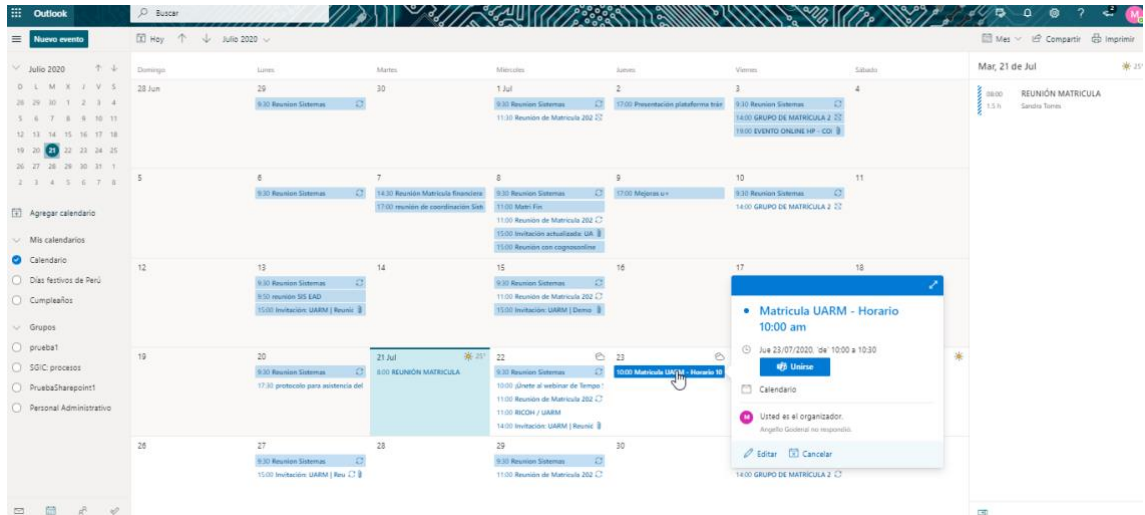 Outlook
Buscar
Nuevo evento
Hoy
Julio 2020
Mes
Compartir
Imprimir
Julio 2020
D L M X J V S
28 29 30 1 2 3 4
5 6 7 8 9 10 11
12 13 14 15 16 17 18
19 20 21 22 23 24 25
26 27 28 29 30 31 1
2 3 4 5 6 7 8
Agregar calendario
Mis calendarios
Calendario
Días festivos de Perú
Cumpleaños
Grupos
prueba1
SGIC: procesos
PruebaSharepoint1
Personal Administrativo
Domingo Lunes Martes Miércoles Jueves Viernes Sábado
28 Jun 29 30 1 Jul 2 3 4
9:30 Reunion Sistemas
9:30 Reunion Sistemas
11:30 Reunión de Matricula 202
17:00 Presentación plataforma trán
9:30 Reunion Sistemas
14:00 GRUPO DE MATRÍCULA 2
19:00 EVENTO ONLINE HP - COI
5 6 7 8 9 10 11
9:30 Reunion Sistemas
14:30 Reunión Matricula financiera
17:00 reunión de coordinación Sist
9:30 Reunion Sistemas
11:00 Matri Fin
11:00 Reunión de Matricula 202
15:00 Invitación actualizada: UA
15:00 Reunión con cognosonline
17:00 Mejoras u+
9:30 Reunion Sistemas
14:00 GRUPO DE MATRÍCULA 2
12 13 14 15 16 17 18
9:30 Reunion Sistemas
9:50 reunión SIS EAD
15:00 Invitación: UARM | Reunió
9:30 Reunion Sistemas
11:00 Reunión de Matricula 202
15:00 Invitación: UARM | Demo
19 20 21 Jul 25° 22 23
9:30 Reunion Sistemas
17:30 protocolo para asistencia del
8:00 REUNIÓN MATRICULA
9:30 Reunion Sistemas
10:00 ¡Únete al webinar de Tempo
11:00 Reunión de Matricula 202
11:00 RICOH / UARM
14:00 Invitación: UARM | Reunió
10:00 Matricula UARM - Horario 10
26 27 28 29 30
9:30 Reunion Sistemas
15:00 Invitación: UARM | Reu
9:30 Reunion Sistemas
11:00 Reunión de Matricula 202
14:00 GRUPO DE MATRÍCULA 2
Matricula UARM - Horario
10:00 am
Jue 23/07/2020, 'de' 10:00 a 10:30
Unirse
Calendario
M
Usted es el organizador.
Angello Godenzi no respondió.
Editar
Cancelar
Mar, 21 de Jul
25°
08:00 REUNIÓN MATRICULA
1.5 h Sandra Torres